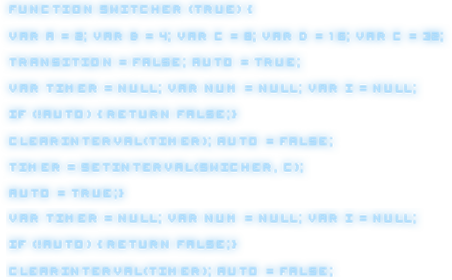 FUNCTION SWITCHER (TRUE) {
VAR A = 8; VAR B = 4; VAR C = 8; VAR D = 16; VAR C = 38;
TRANSITION = FALSE; AUTO = TRUE;
VAR TIMER = NULL; VAR NUM = NULL; VAR I = NULL;
IF (!AUTO) { RETURN FALSE;}
CLEARINTERVAL(TIMER); AUTO = FALSE;
TIMER = SETINTERVAL(SWICHER, C);
AUTO = TRUE;}
VAR TIMER = NULL; VAR NUM = NULL; VAR I = NULL;
IF (!AUTO) { RETURN FALSE;}
CLEARINTERVAL(TIMER); AUTO = FALSE;